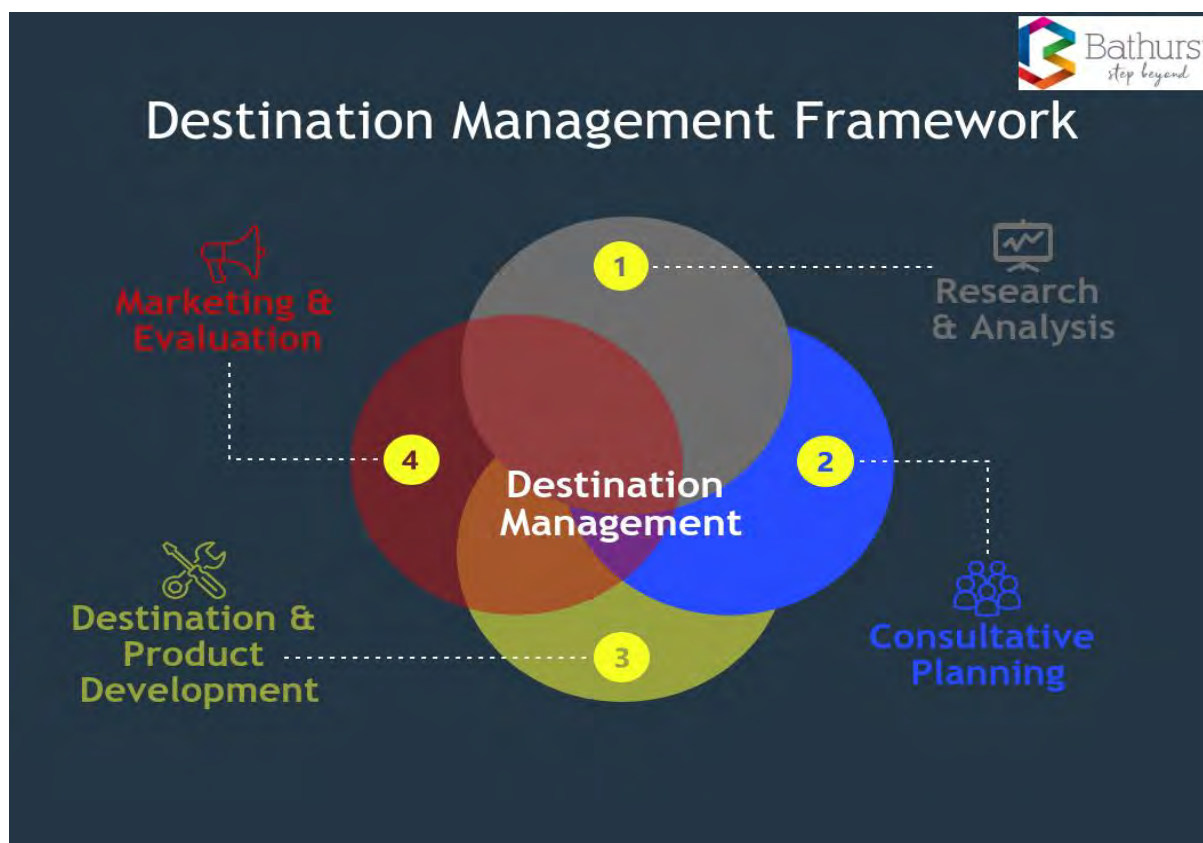 Bathurs
step beyond
Destination Management Framework
1
Research
& Analysis
2
Consultative
Planning
3
Destination &
Product
Development
4
Marketing &
Evaluation
Destination
Management